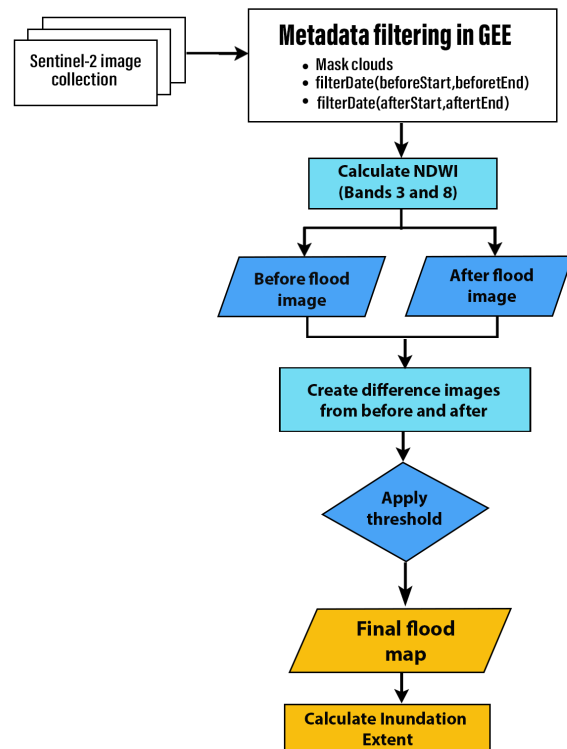 Sentinel-2 image
collection
Metadata filtering in GEE
• Mask clouds
• filterDate(beforeStart,beforetEnd)
• filterDate(afterStart,aftertEnd)
Calculate NDWI
(Bands 3 and 8)
Before flood
image
After flood
image
Create difference images
from before and after
Apply
threshold
Final flood
map
Calculate Inundation
Extent